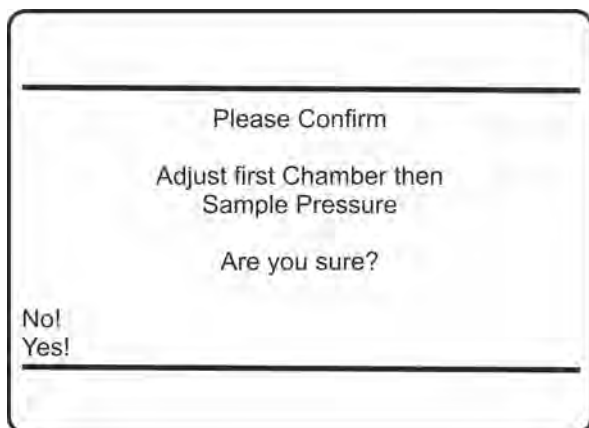 Please Confirm
Adjust first Chamber then
Sample Pressure
Are you sure?
No!
Yes!